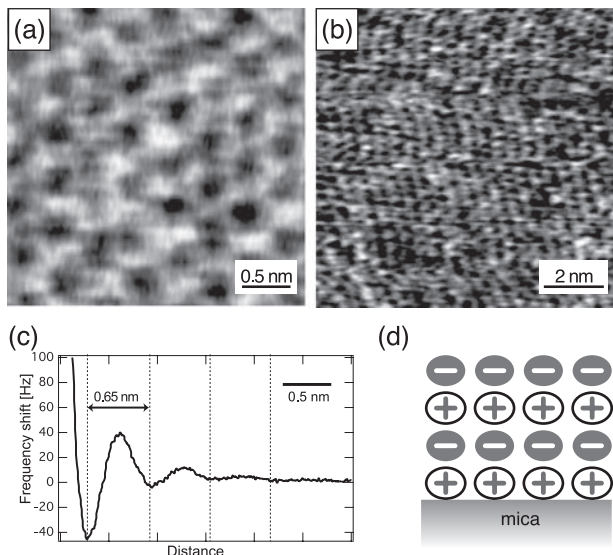 (a)
0.5 nm
(b)
2 nm
(c)
Frequency shift [Hz]
100
80
60
40
20
0
-20
-40
0.65 nm
0.5 nm
Distance
(d)
mica